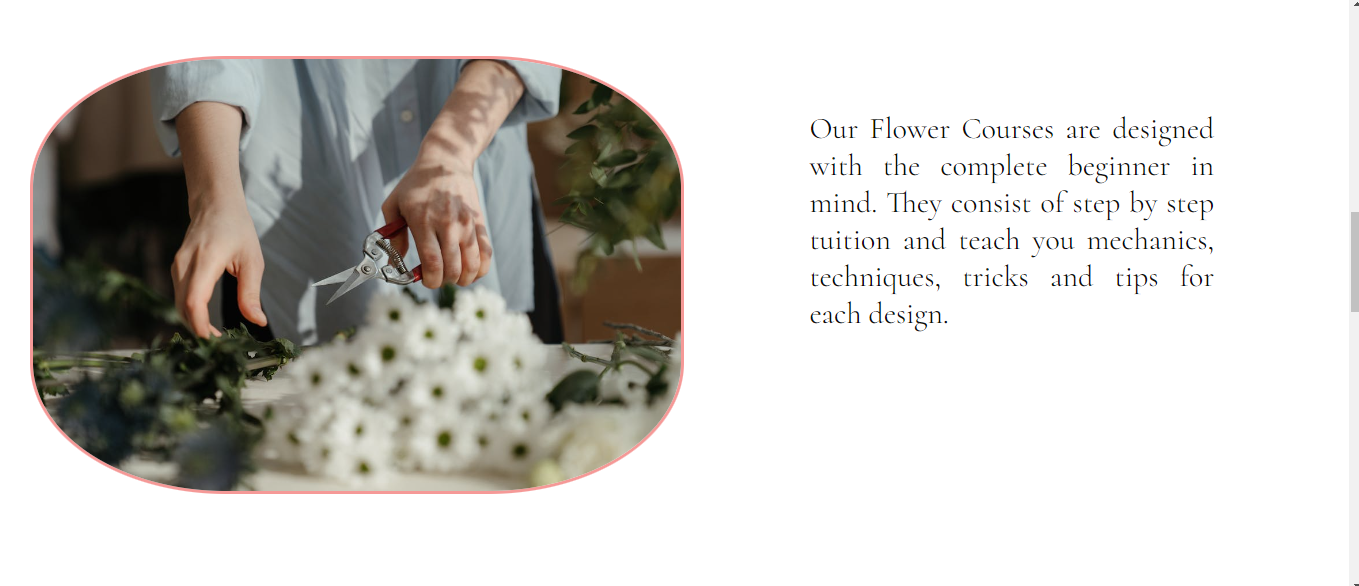 Our Flower Courses are designed
with the complete beginner in
mind. They consist of step by step
tuition and teach you mechanics,
techniques, tricks and tips for
each design.